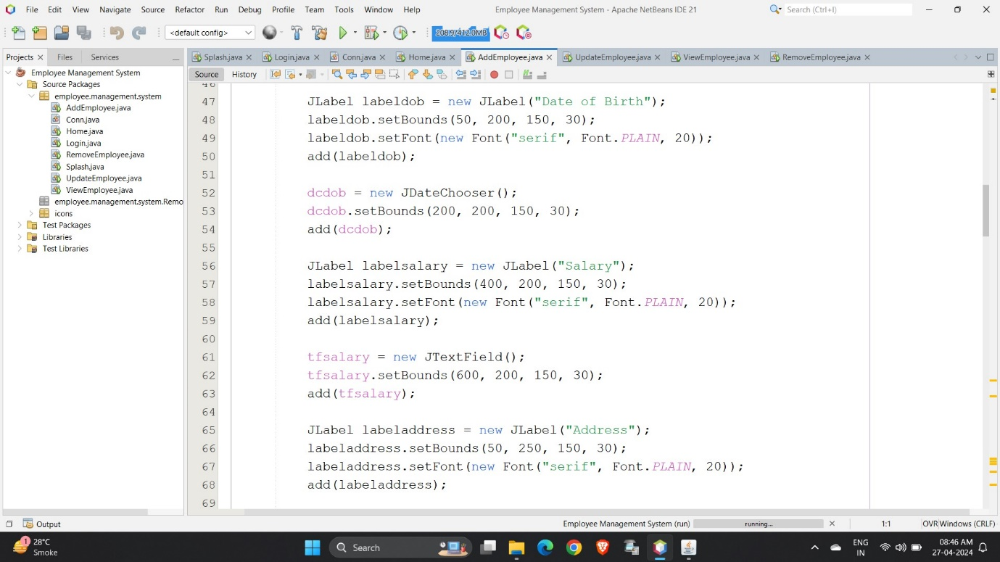 File Edit View Navigate Source Refactor Run Debug Profile Team Tools Window Help
Employee Management System - Apache NetBeans IDE 21
Search (Ctrl+I)
<default config>
208.9/412.0MB
Projects Files Services
Splash.java Login.java Conn.java Home.java AddEmployee.java UpdateEmployee.java ViewEmployee.java RemoveEmployee.java
Source History
Employee Management System
Source Packages
employee.management.system
AddEmployee.java
Conn.java
Home.java
Login.java
RemoveEmployee.java
Splash.java
UpdateEmployee.java
ViewEmployee.java
employee.management.system.Remo
icons
Test Packages
Libraries
Test Libraries
46
47 JLabel labeldob = new JLabel("Date of Birth");
48 labeldob.setBounds(50, 200, 150, 30);
49 labeldob.setFont(new Font("serif", Font.PLAIN, 20));
50 add(labeldob);
51
52 dcdob = new JDateChooser();
53 dcdob.setBounds(200, 200, 150, 30);
54 add(dcdob);
55
56 JLabel labelsalary = new JLabel("Salary");
57 labelsalary.setBounds(400, 200, 150, 30);
58 labelsalary.setFont(new Font("serif", Font.PLAIN, 20));
59 add(labelsalary);
60
61 tfsalary = new JTextField();
62 tfsalary.setBounds(600, 200, 150, 30);
63 add(tfsalary);
64
65 JLabel labeladdress = new JLabel("Address");
66 labeladdress.setBounds(50, 250, 150, 30);
67 labeladdress.setFont(new Font("serif", Font.PLAIN, 20));
68 add(labeladdress);
69
Output
Employee Management System (run) running... 1:1 OVR Windows (CRLF)
1
28°C
Smoke
Search
ENG
IN
08:46 AM
27-04-2024